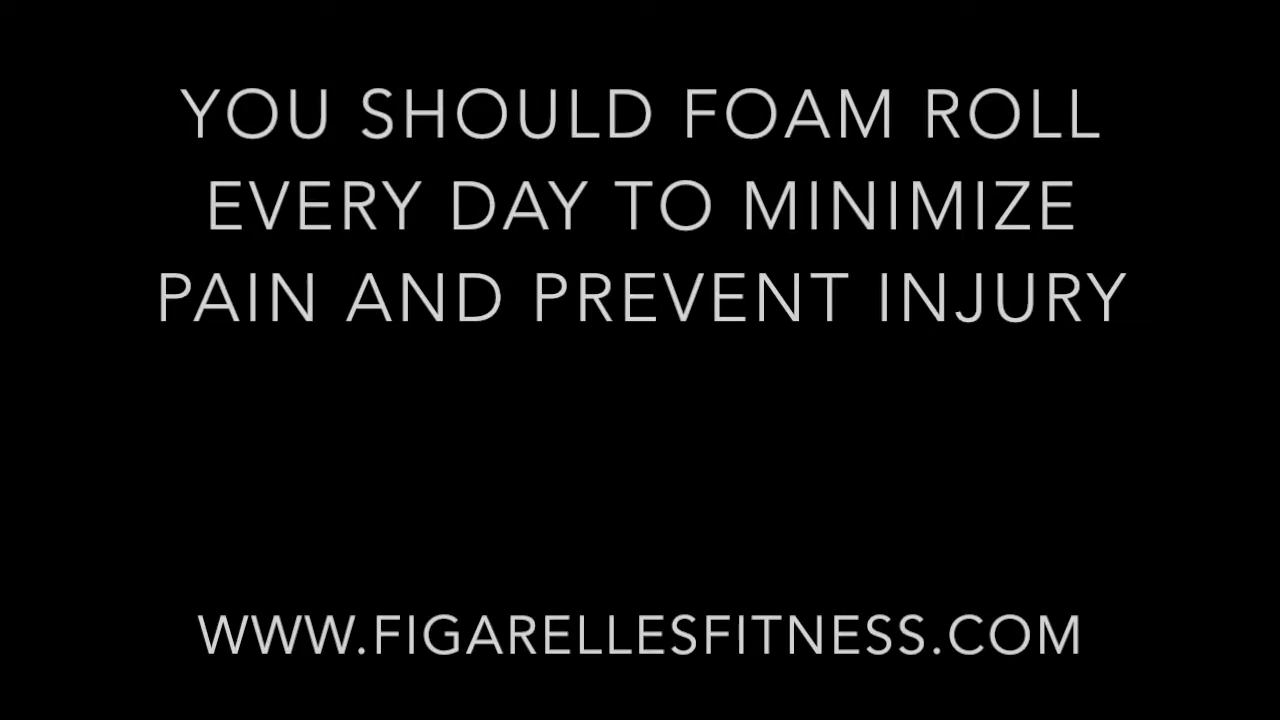 YOU SHOULD FOAM ROLL
EVERY DAY TO MINIMIZE
PAIN AND PREVENT INJURY
WWW.FIGARELLESFITNESS.COM